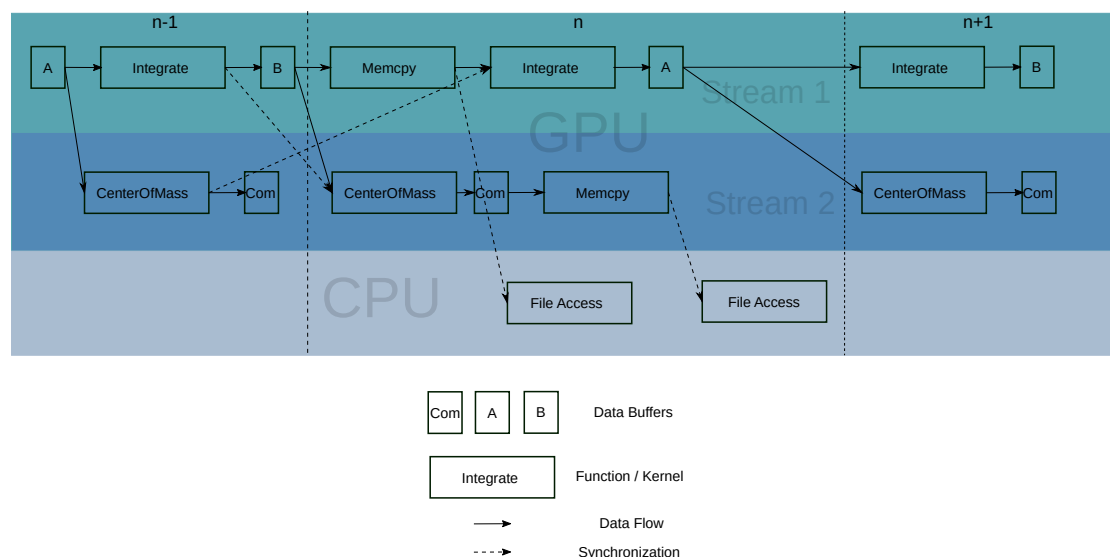 n-1
n
n+1
A
Integrate
B
Memcpy
Integrate
A
Integrate
B
Stream 1
GPU
CenterOfMass
Com
CenterOfMass
Com
Memcpy
Stream 2
CenterOfMass
Com
CPU
File Access
File Access
Com
A
B
Data Buffers
Integrate
Function / Kernel
Data Flow
Synchronization